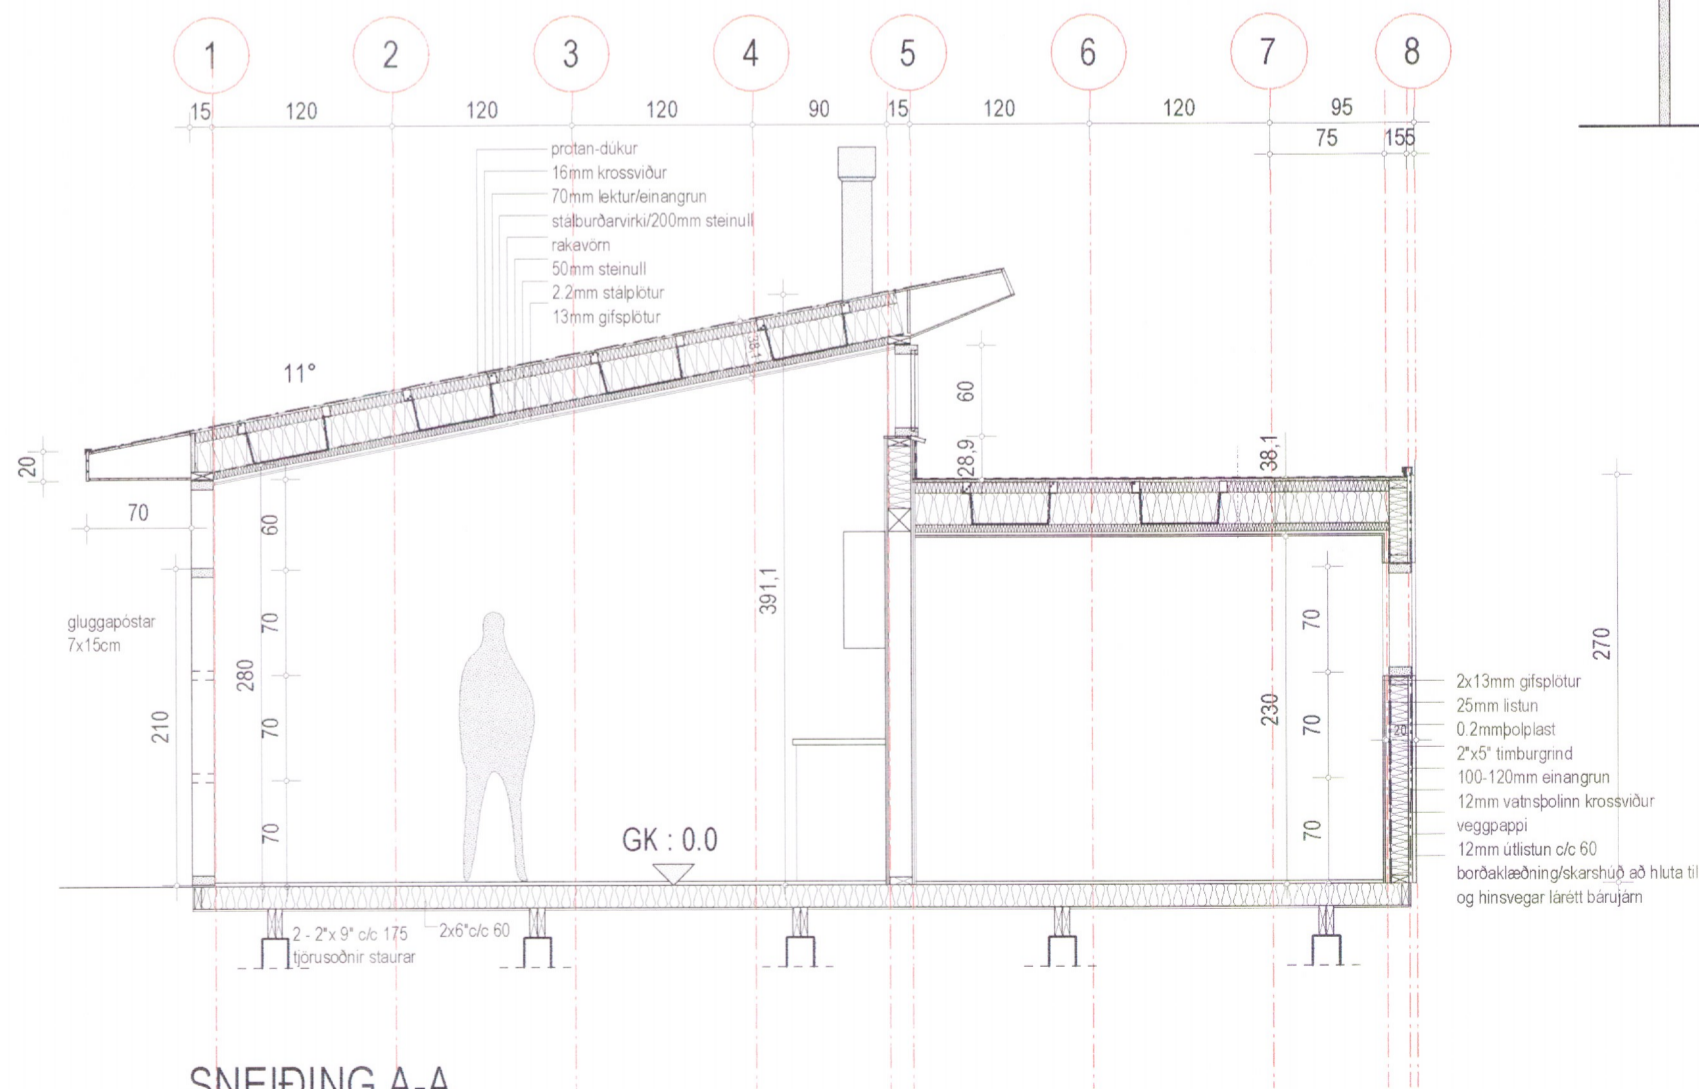 1 2 3 4 5 6 7 8
15 120 120 120 90 15 120 120 95
75 155
protan-dúkur
16mm krossviður
70mm lektur/einangrun
stálburðarvirki/200mm steinull
rakavörn
50mm steinull
2.2mm stálplötur
13mm gifsplötur
11°
38,1
60
28,9
38,1
20
70
60
391,1
gluggapóstar
7x15cm
70
280
210
70
70
70
230
70
20
70
270
2x13mm gifsplötur
25mm listun
0.2mmþolplast
2"x5" timburgrind
100-120mm einangrun
12mm vatnsþolinn krossviður
veggpappi
12mm útlistun c/c 60
borðaklæðning/skarshúð að hluta til
og hinsvegar lárétt bárujárn
GK : 0.0
2 - 2"x 9" c/c 175
tjörusoðnir staurar
2x6"c/c 60
SNEIÐING A-A